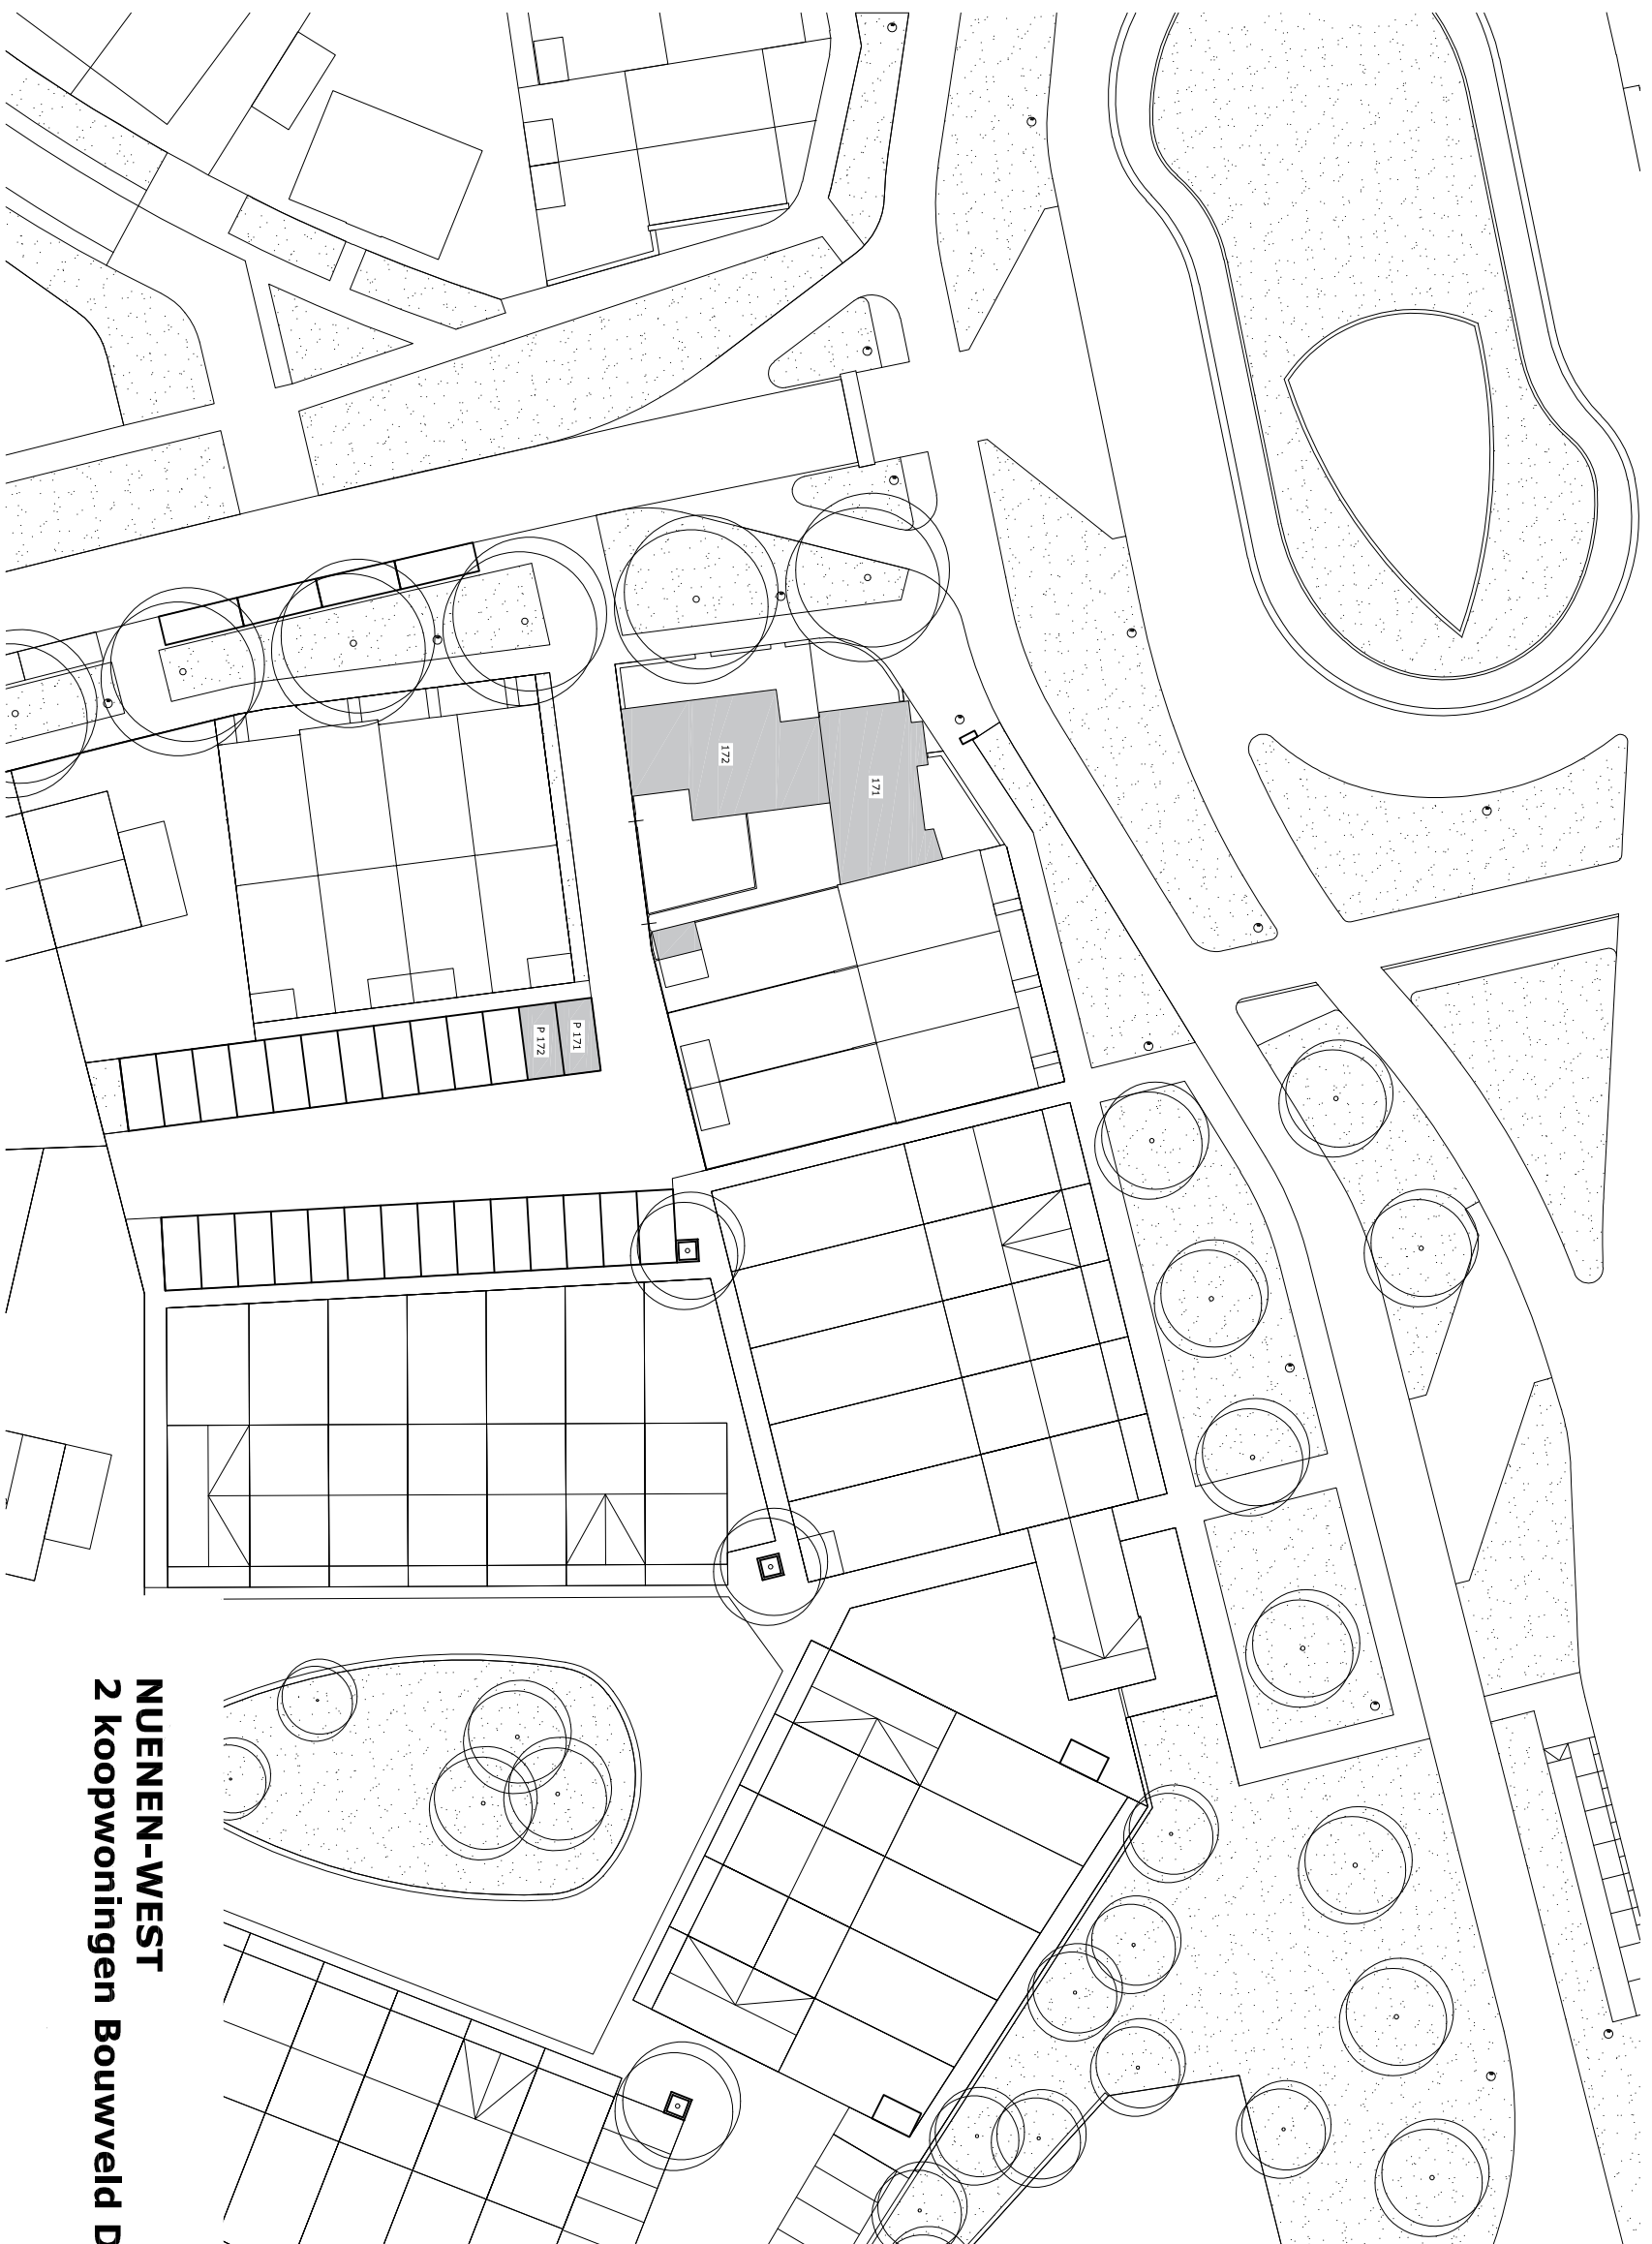 172
171
P 172
P 171
NUENEN-WEST
2 koopwoningen Bouwveld D